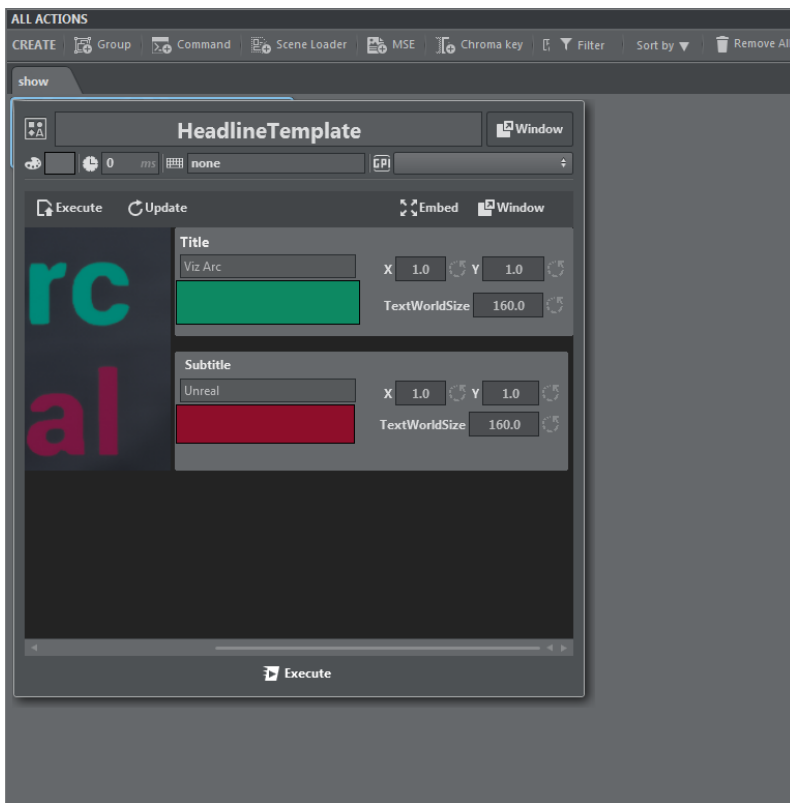 ALL ACTIONS
CREATE Group Command Scene Loader MSE Chroma key Filter Sort by Remove All
show
HeadlineTemplate Window
0 ms none GPI
Execute Update Embed Window
rc
al
Title
Viz Arc X 1.0 Y 1.0
TextWorldSize 160.0
Subtitle
Unreal X 1.0 Y 1.0
TextWorldSize 160.0
Execute